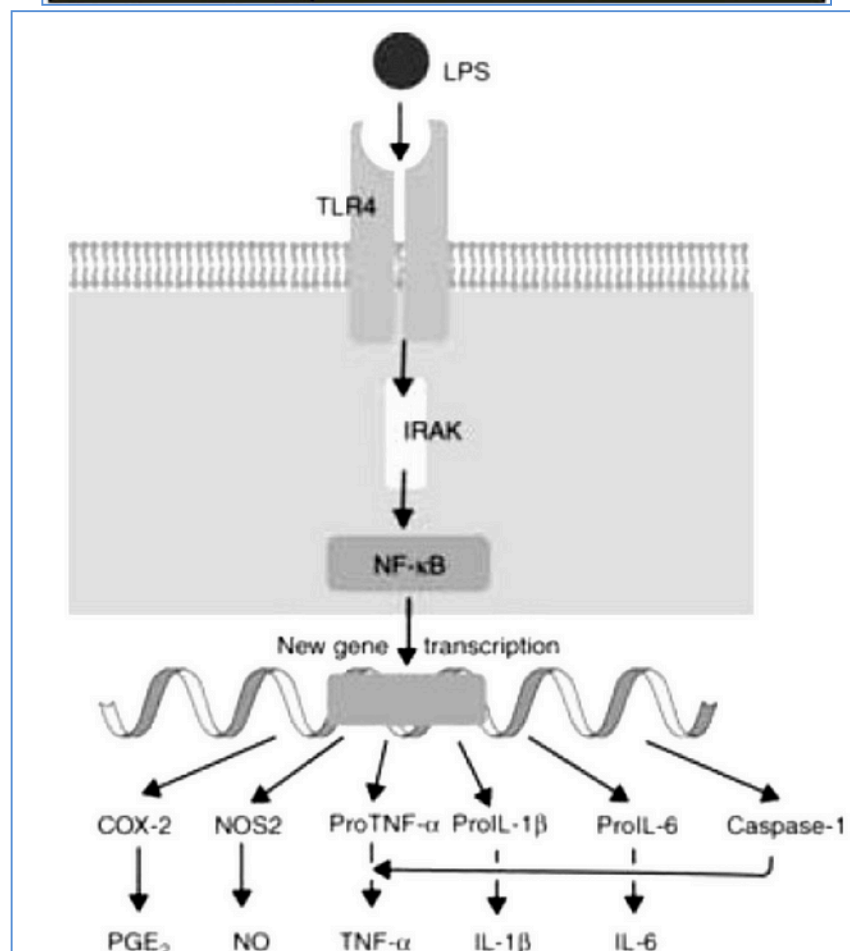 LPS
TLR4
IRAK
NF-κB
New gene transcription
COX-2 NOS2 ProTNF-α ProIL-1β ProIL-6 Caspase-1
PGE₂ NO TNF-α IL-1β IL-6